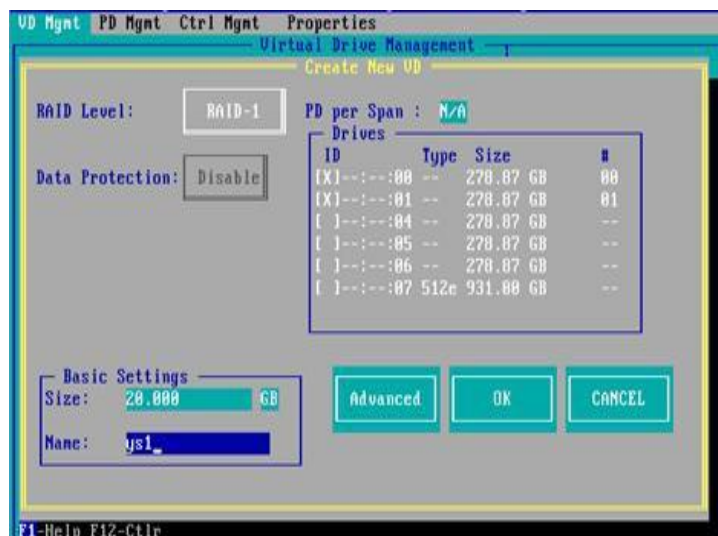 VD Mgmt PD Mgmt Ctrl Mgmt Properties
Virtual Drive Management
Create New VD
RAID Level: RAID-1 PD per Span : N/A
Drives
ID Type Size #
[X]--:--:00 -- 278.87 GB 00
Data Protection: Disable
[X]--:--:01 -- 278.87 GB 01
[ ]--:--:04 -- 278.87 GB --
[ ]--:--:05 -- 278.87 GB --
[ ]--:--:06 -- 278.87 GB --
[ ]--:--:07 512e 931.00 GB --
Basic Settings
Size: 20.000 GB
Name: ys1_
Advanced OK CANCEL
F1-Help F12-Ctlr